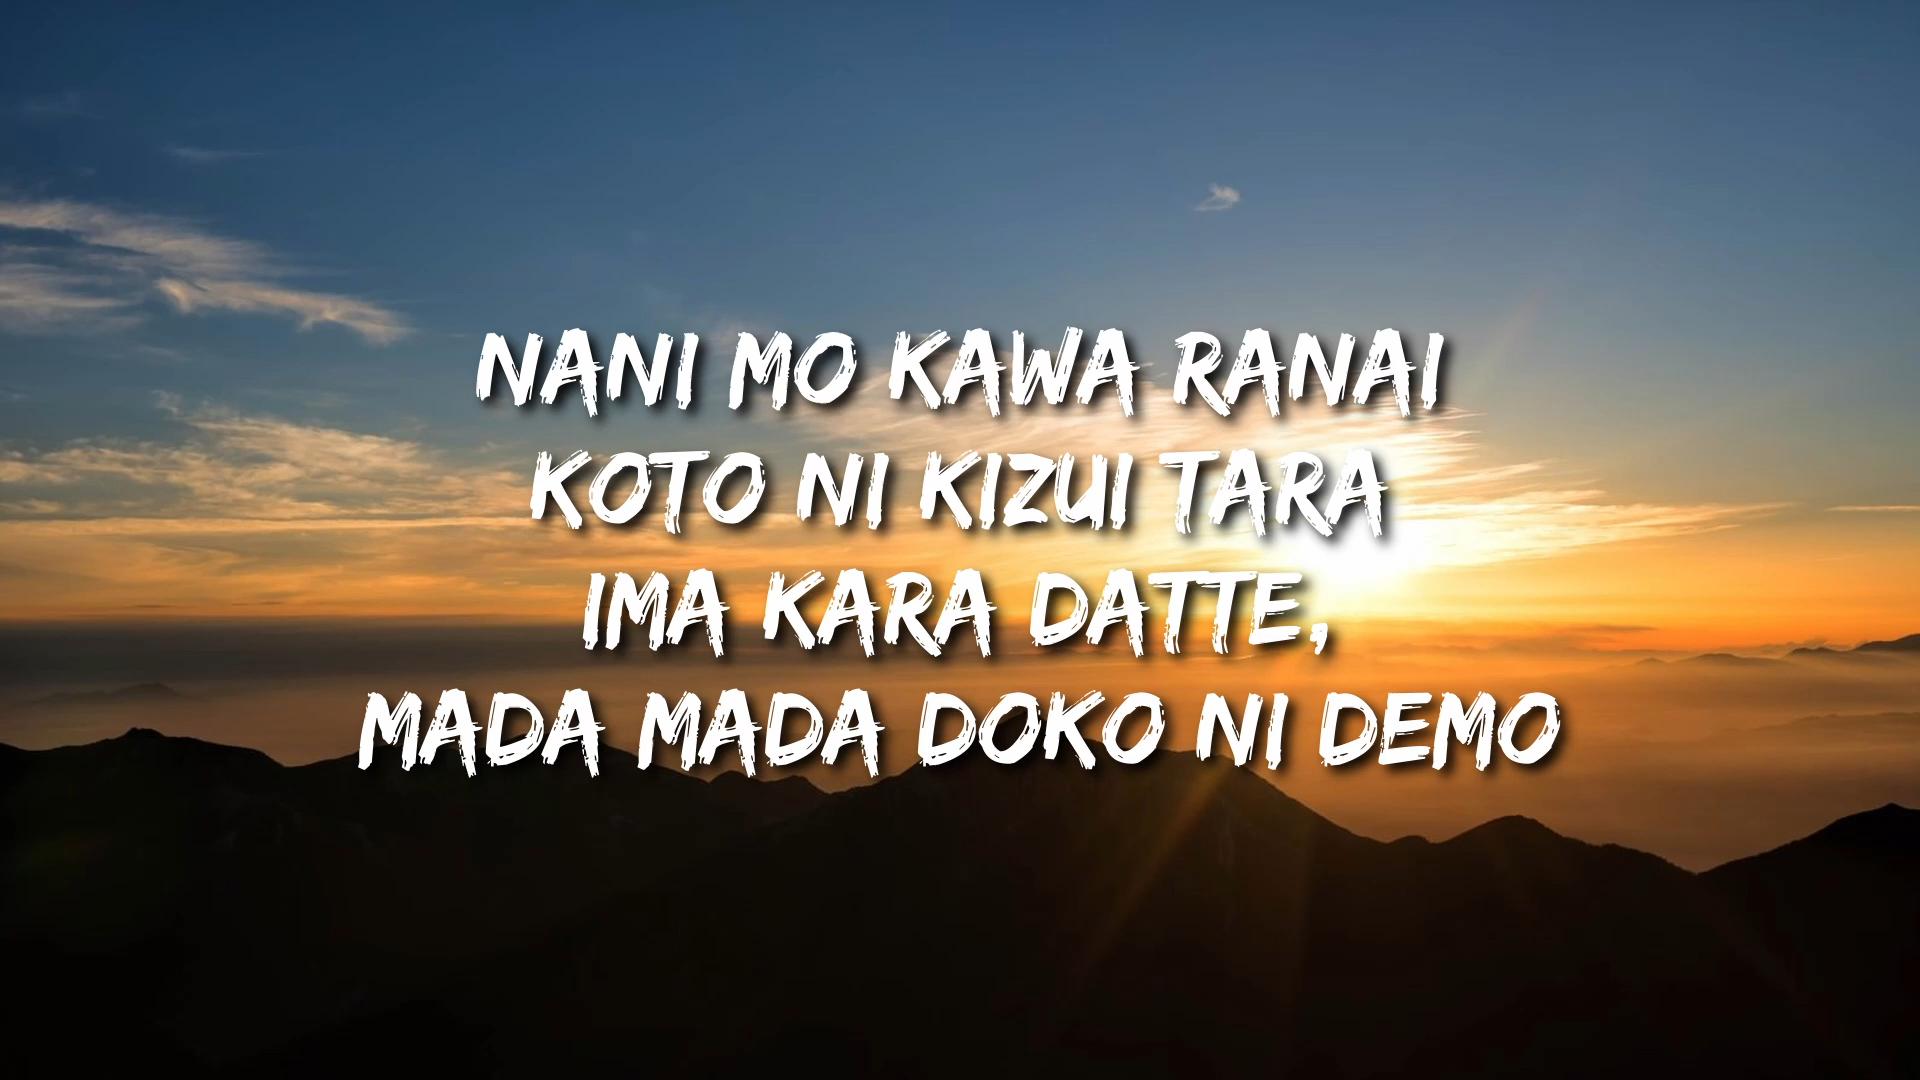 NANI MO KAWA RANAI
KOTO NI KIZUI TARA
IMA KARA DATTE,
MADA MADA DOKO NI DEMO